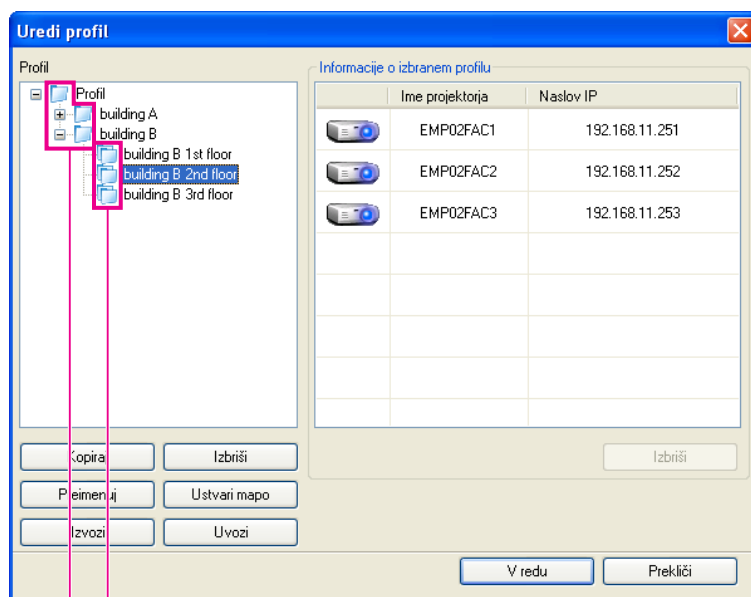 Uredi profil
Profil
Profil
building A
building B
building B 1st floor
building B 2nd floor
building B 3rd floor
Kopiraj
Izbriši
Preimenuj
Ustvari mapo
Izvozi
Uvozi
Informacije o izbranem profilu
Ime projektorja Naslov IP
EMP02FAC1 192.168.11.251
EMP02FAC2 192.168.11.252
EMP02FAC3 192.168.11.253
Izbriši
V redu
Prekliči